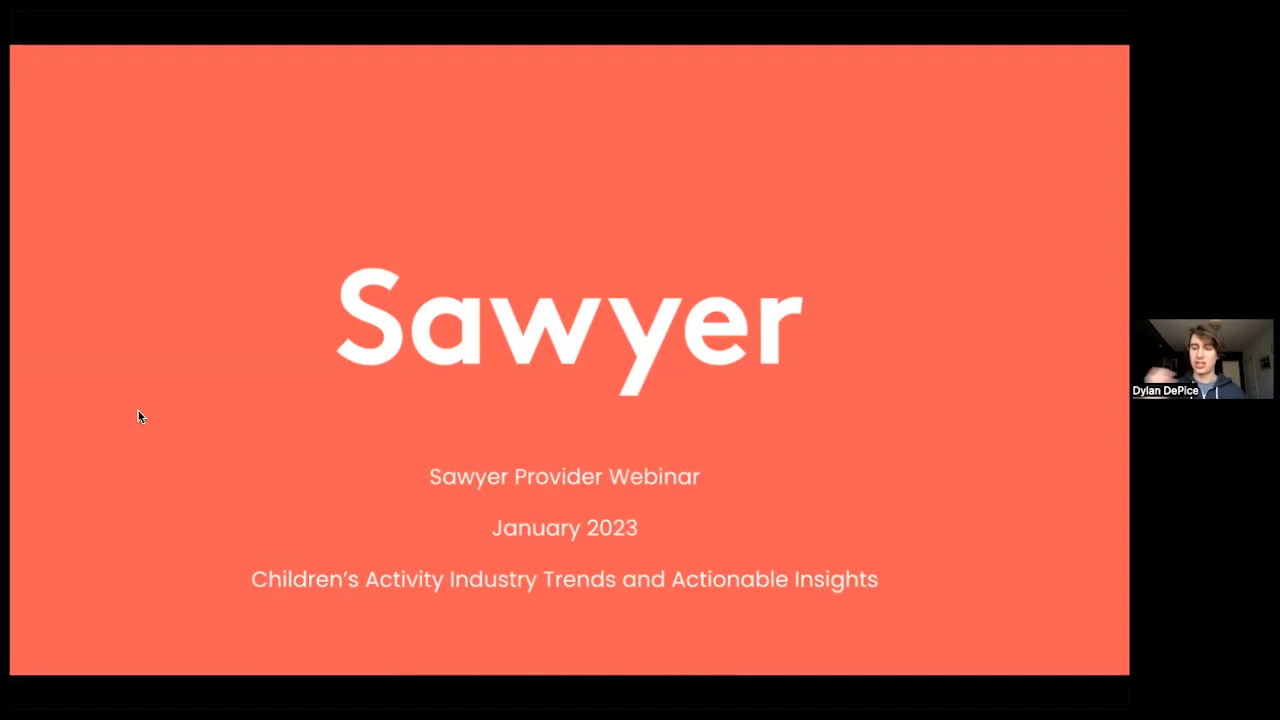 Sawyer
Sawyer Provider Webinar
January 2023
Children's Activity Industry Trends and Actionable Insights
Dylan DePice